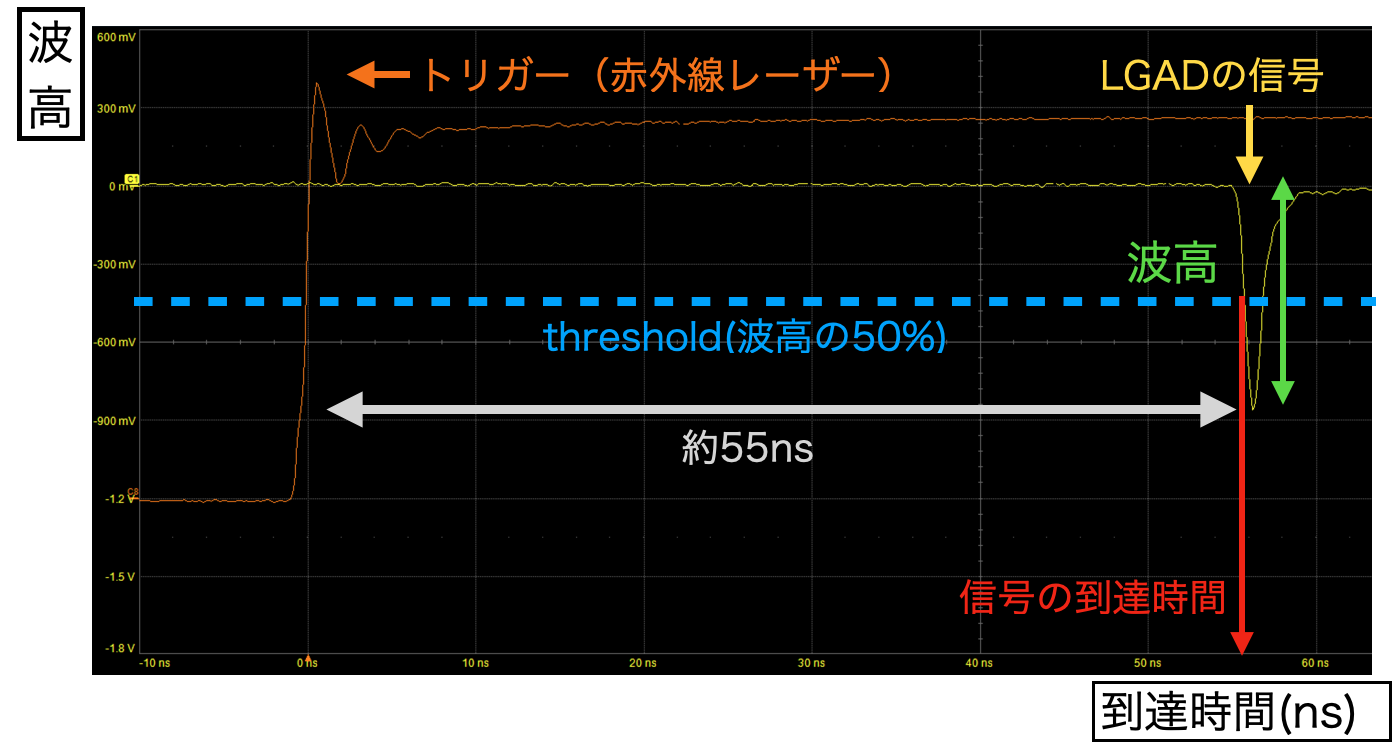 波
高
600 mV
トリガー（赤外線レーザー）
LGADの信号
300 mV
C1
0 mV
-300 mV
波高
threshold(波高の50%)
-600 mV
-900 mV
約55ns
C8
-1.2 V
-1.5 V
信号の到達時間
-1.8 V
-10 ns
0 ns
10 ns
20 ns
30 ns
40 ns
50 ns
60 ns
到達時間(ns)